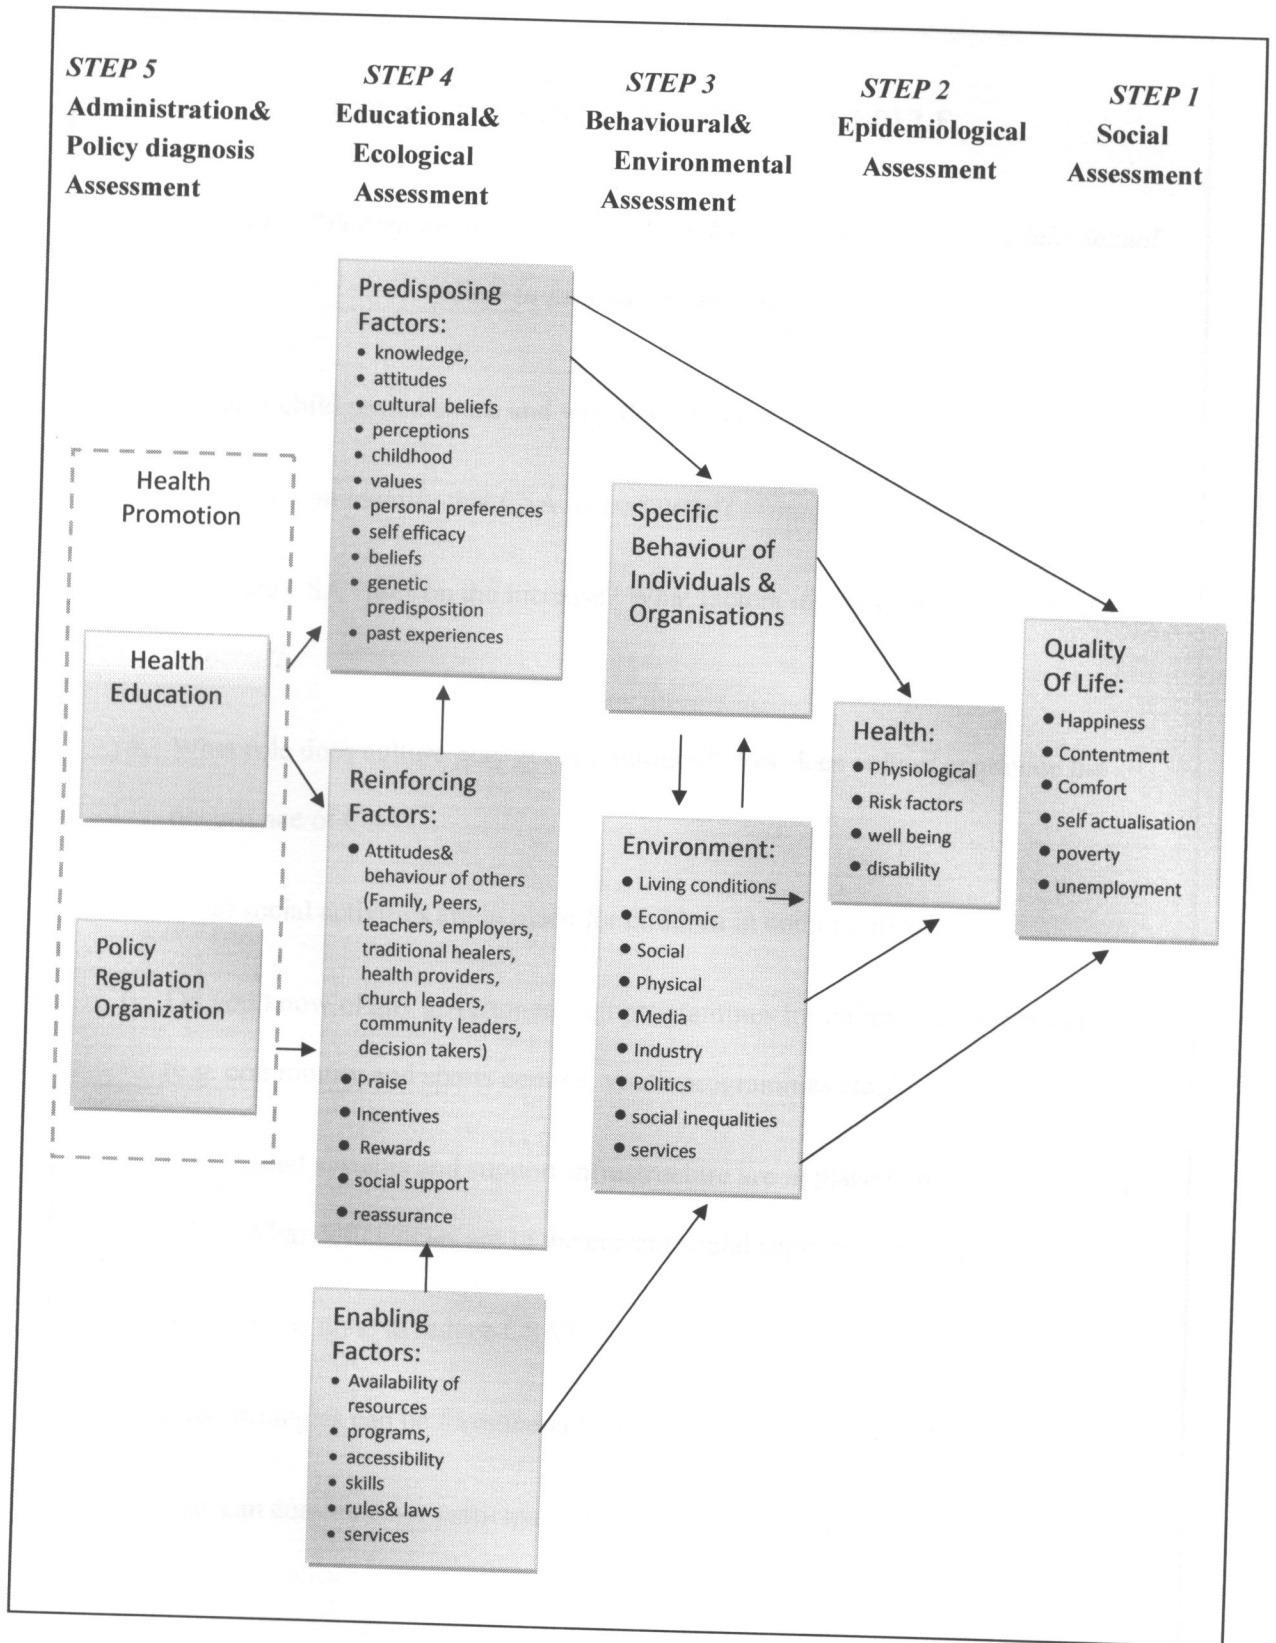 STEP 5
Administration&
Policy diagnosis
Assessment
STEP 4
Educational&
Ecological
Assessment
STEP 3
Behavioural&
Environmental
Assessment
STEP 2
Epidemiological
Assessment
STEP 1
Social
Assessment
Health
Promotion
Health
Education
Policy
Regulation
Organization
Predisposing
Factors:
• knowledge,
• attitudes
• cultural beliefs
• perceptions
• childhood
• values
• personal preferences
• self efficacy
• beliefs
• genetic
predisposition
• past experiences
Reinforcing
Factors:
• Attitudes&
behaviour of others
(Family, Peers,
teachers, employers,
traditional healers,
health providers,
church leaders,
community leaders,
decision takers)
• Praise
• Incentives
• Rewards
• social support
• reassurance
Enabling
Factors:
• Availability of
resources
• programs,
• accessibility
• skills
• rules& laws
• services
Specific
Behaviour of
Individuals &
Organisations
Environment:
• Living conditions
• Economic
• Social
• Physical
• Media
• Industry
• Politics
• social inequalities
• services
Health:
• Physiological
• Risk factors
• well being
• disability
Quality
Of Life:
• Happiness
• Contentment
• Comfort
• self actualisation
• poverty
• unemployment